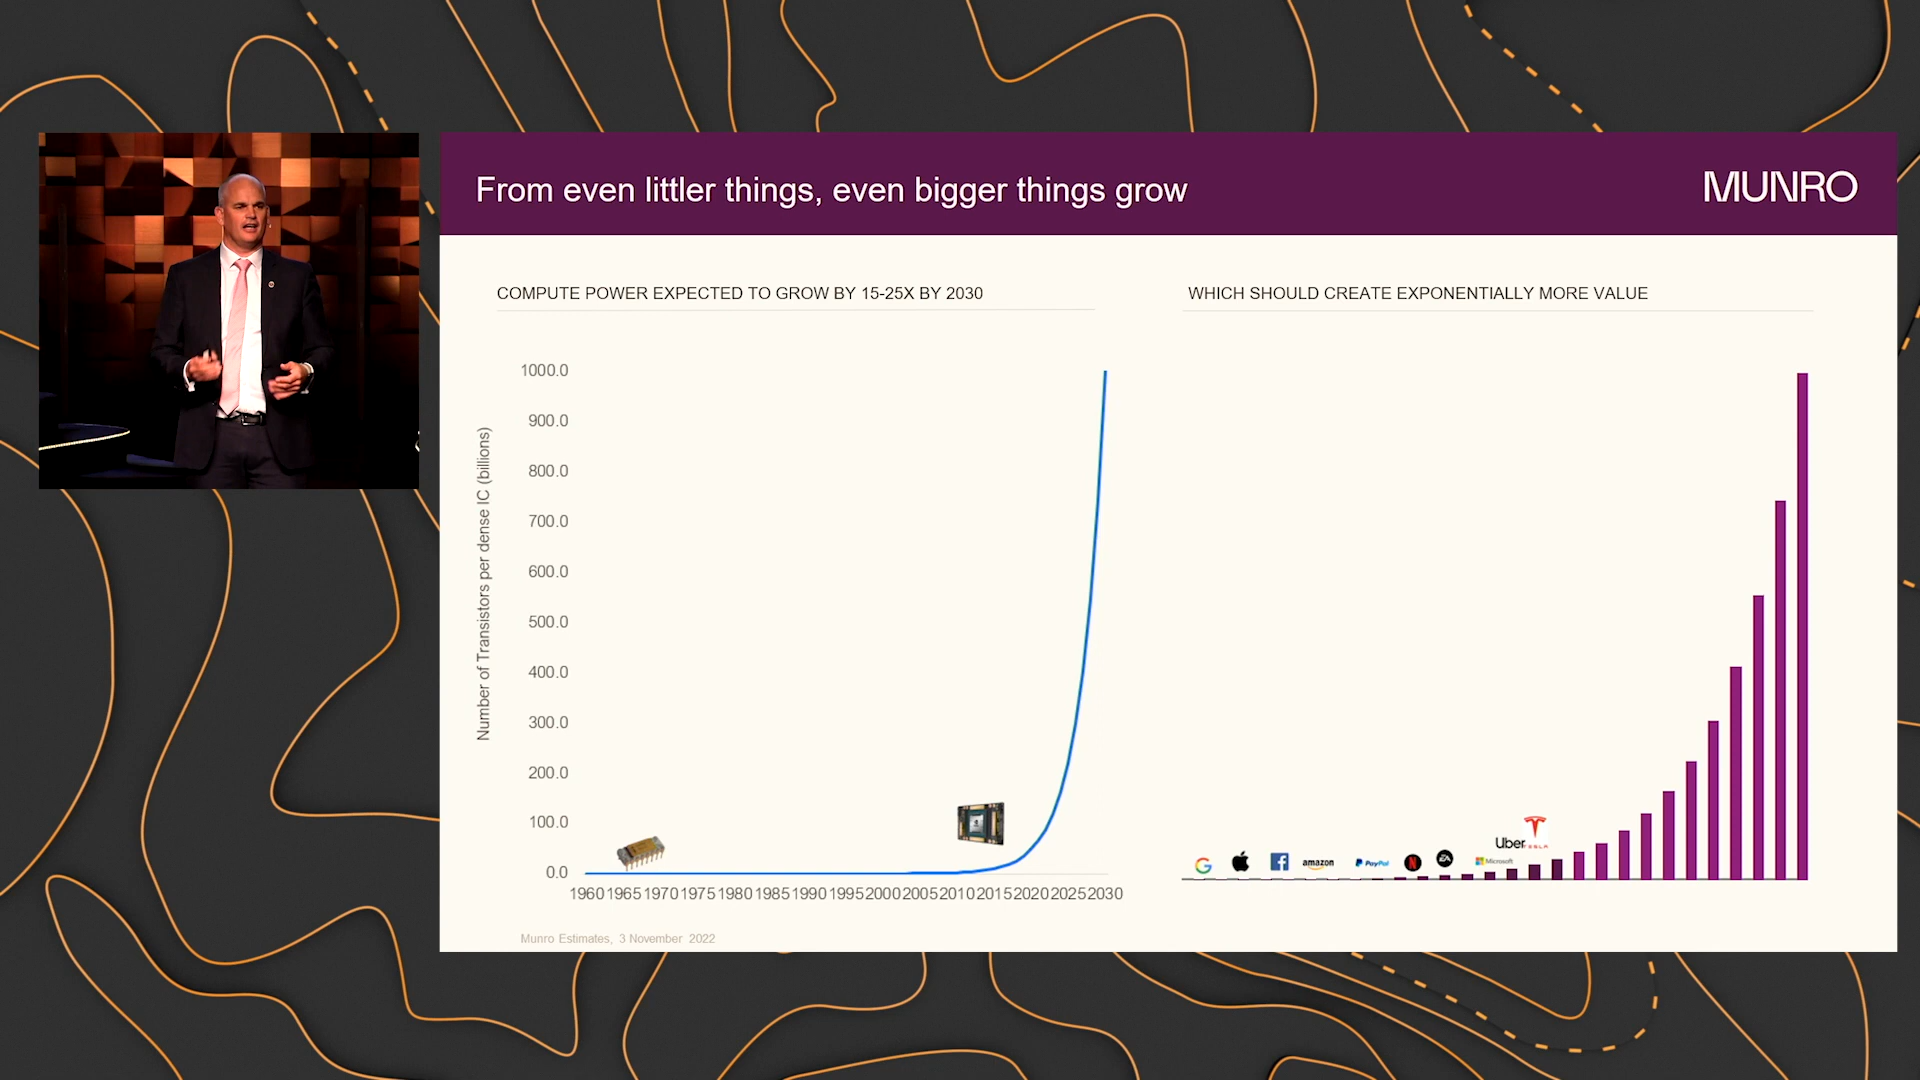 From even littler things, even bigger things grow
MUNRO
COMPUTE POWER EXPECTED TO GROW BY 15-25X BY 2030
WHICH SHOULD CREATE EXPONENTIALLY MORE VALUE
Number of Transistors per dense IC (billions)
1000.0
900.0
800.0
700.0
600.0
500.0
400.0
300.0
200.0
100.0
0.0
1960 1965 1970 1975 1980 1985 1990 1995 2000 2005 2010 2015 2020 2025 2030
G
amazon
PayPal
N
EA
Microsoft
Uber
TESLA
Munro Estimates, 3 November 2022